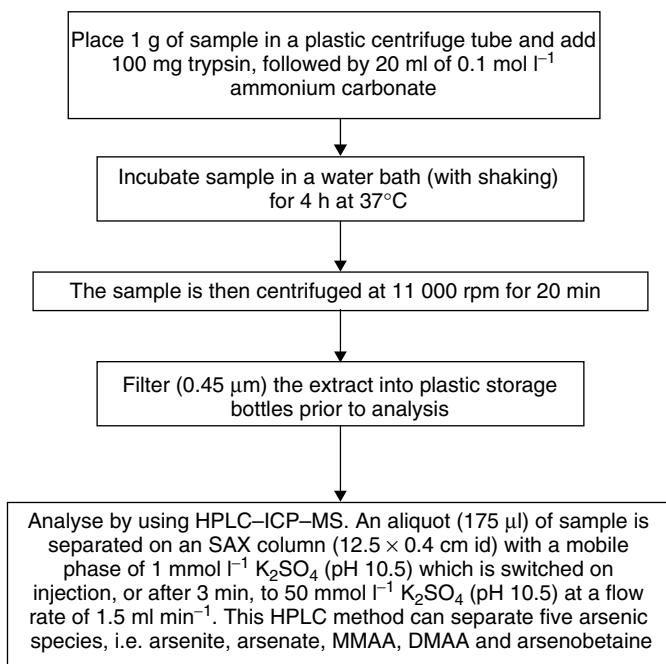 Place 1 g of sample in a plastic centrifuge tube and add
100 mg trypsin, followed by 20 ml of 0.1 mol l⁻¹
ammonium carbonate
Incubate sample in a water bath (with shaking)
for 4 h at 37°C
The sample is then centrifuged at 11 000 rpm for 20 min
Filter (0.45 μm) the extract into plastic storage
bottles prior to analysis
Analyse by using HPLC–ICP–MS. An aliquot (175 μl) of sample is
separated on an SAX column (12.5 × 0.4 cm id) with a mobile
phase of 1 mmol l⁻¹ K₂SO₄ (pH 10.5) which is switched on
injection, or after 3 min, to 50 mmol l⁻¹ K₂SO₄ (pH 10.5) at a flow
rate of 1.5 ml min⁻¹. This HPLC method can separate five arsenic
species, i.e. arsenite, arsenate, MMAA, DMAA and arsenobetaine